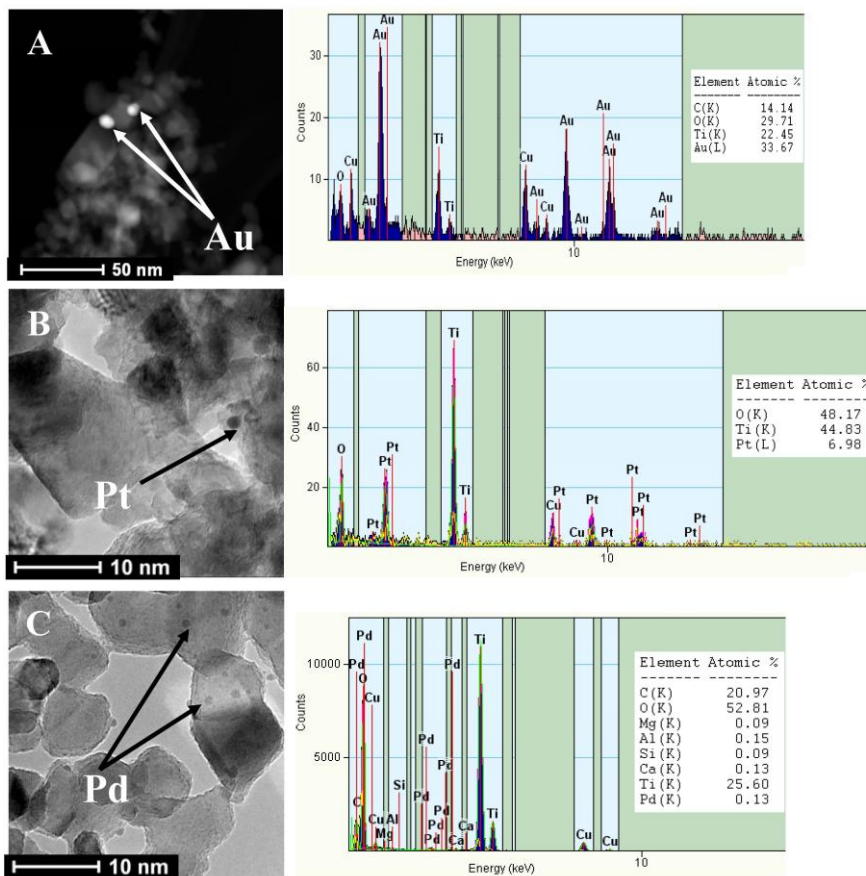 A
Au
50 nm
Counts
30
20
10
O
Cu
Au
Au
Au
Ti
Ti
Cu
Au
Cu
Au
Au
Au
Au
Au
Au
Au
10
Energy (keV)
Element Atomic %
C(K) 14.14
O(K) 29.71
Ti(K) 22.45
Au(L) 33.67
B
Pt
10 nm
Counts
60
40
20
O
Pt
Pt
Pt
Ti
Ti
Cu
Pt
Cu
Pt
Pt
Pt
Pt
Pt
Pt
Pt
10
Energy (keV)
Element Atomic %
O(K) 48.17
Ti(K) 44.83
Pt(L) 6.98
C
Pd
10 nm
Counts
10000
5000
Pd
Pd
O
Cu
C
Cu
Mg
Al
Si
Pd
Pd
Pd
Pd
Pd
Pd
Pd
Ca
Ca
Ti
Ti
Cu
Cu
10
Energy (keV)
Element Atomic %
C(K) 20.97
O(K) 52.81
Mg(K) 0.09
Al(K) 0.15
Si(K) 0.09
Ca(K) 0.13
Ti(K) 25.60
Pd(K) 0.13